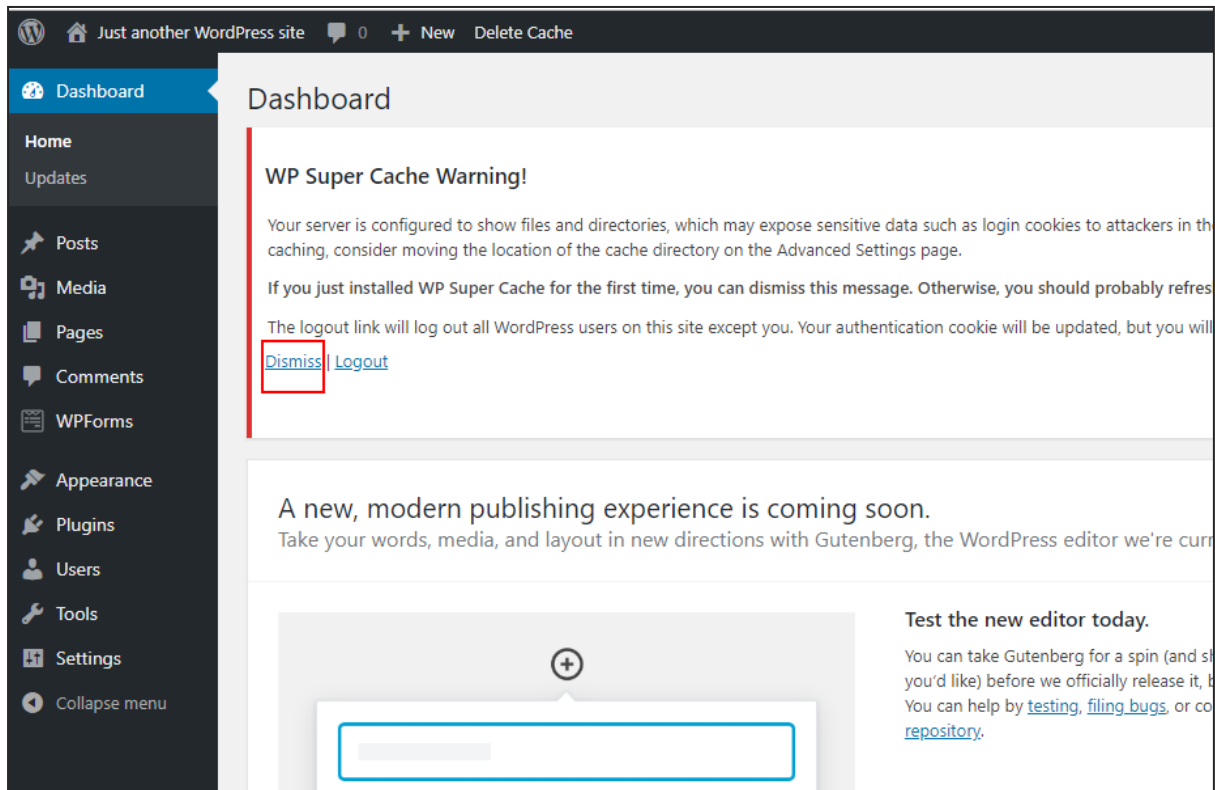 Just another WordPress site 0 New Delete Cache
Dashboard
Home
Updates
Posts
Media
Pages
Comments
WPForms
Appearance
Plugins
Users
Tools
Settings
Collapse menu
Dashboard
WP Super Cache Warning!
Your server is configured to show files and directories, which may expose sensitive data such as login cookies to attackers in th
caching, consider moving the location of the cache directory on the Advanced Settings page.
If you just installed WP Super Cache for the first time, you can dismiss this message. Otherwise, you should probably refres
The logout link will log out all WordPress users on this site except you. Your authentication cookie will be updated, but you will
Dismiss | Logout
A new, modern publishing experience is coming soon.
Take your words, media, and layout in new directions with Gutenberg, the WordPress editor we're curr
Test the new editor today.
You can take Gutenberg for a spin (and sh
you'd like) before we officially release it, b
You can help by testing, filing bugs, or co
repository.